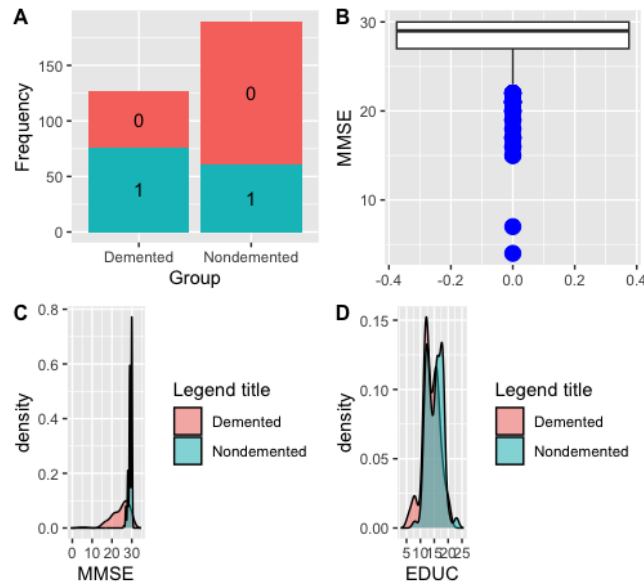 A
Frequency
150
100
50
0
0
0
1
1
Demented
Nondemented
Group
B
MMSE
30
20
10
-0.4
-0.2
0.0
0.2
0.4
C
density
0.8
0.6
0.4
0.2
0.0
0 10 20 30
MMSE
Legend title
Demented
Nondemented
D
density
0.15
0.10
0.05
0.00
5 10 15 20 25
EDUC
Legend title
Demented
Nondemented